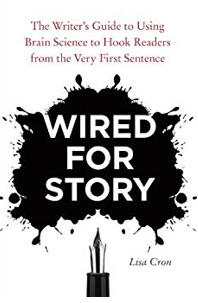 The Writer's Guide to Using
Brain Science to Hook Readers
from the Very First Sentence
WIRED
FOR
STORY
Lisa Cron